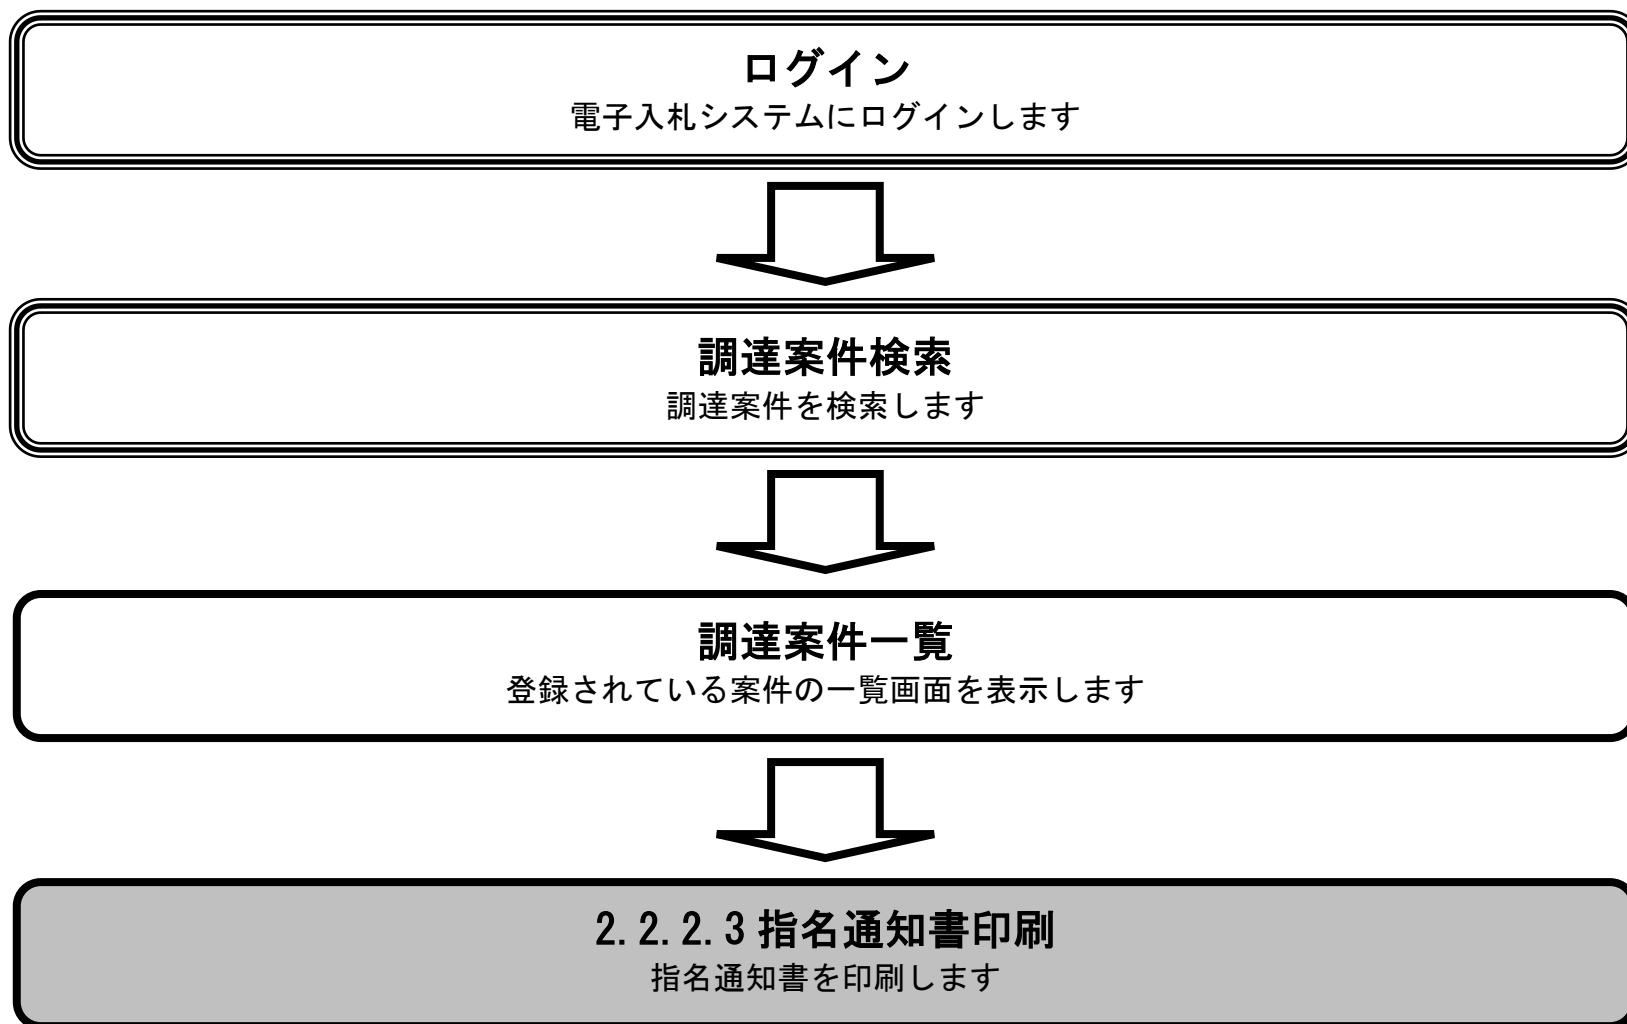 ログイン
電子入札システムにログインします
調達案件検索
調達案件を検索します
調達案件一覧
登録されている案件の一覧画面を表示します
2.2.2.3 指名通知書印刷
指名通知書を印刷します